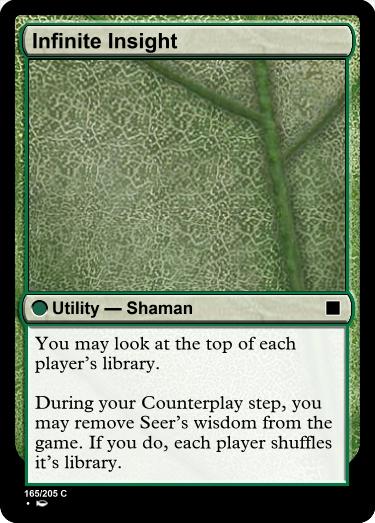 Infinite Insight
Utility — Shaman
You may look at the top of each
player's library.
During your Counterplay step, you
may remove Seer's wisdom from the
game. If you do, each player shuffles
it's library.
165/205 C